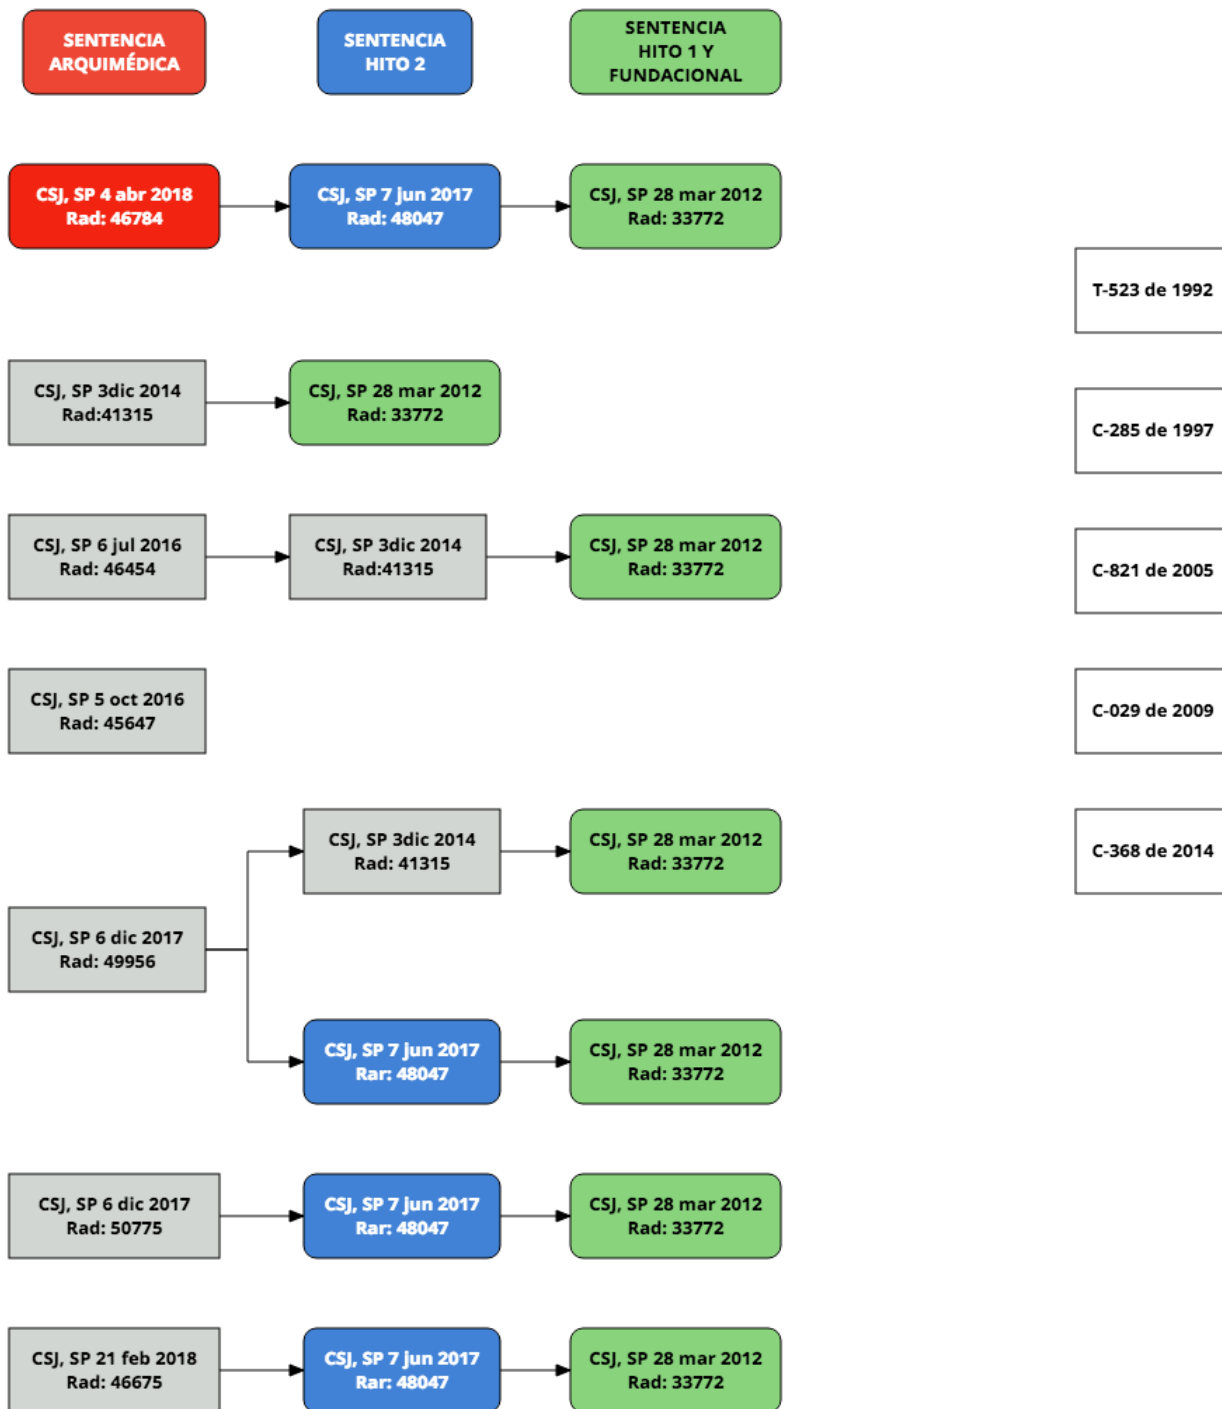 SENTENCIA
ARQUIMÉDICA
SENTENCIA
HITO 2
SENTENCIA
HITO 1 Y
FUNDACIONAL
CSJ, SP 4 abr 2018
Rad: 46784
CSJ, SP 7 jun 2017
Rad: 48047
CSJ, SP 28 mar 2012
Rad: 33772
T-523 de 1992
CSJ, SP 3dic 2014
Rad:41315
CSJ, SP 28 mar 2012
Rad: 33772
C-285 de 1997
CSJ, SP 6 jul 2016
Rad: 46454
CSJ, SP 3dic 2014
Rad:41315
CSJ, SP 28 mar 2012
Rad: 33772
C-821 de 2005
CSJ, SP 5 oct 2016
Rad: 45647
C-029 de 2009
CSJ, SP 3dic 2014
Rad: 41315
CSJ, SP 28 mar 2012
Rad: 33772
C-368 de 2014
CSJ, SP 6 dic 2017
Rad: 49956
CSJ, SP 7 jun 2017
Rar: 48047
CSJ, SP 28 mar 2012
Rad: 33772
CSJ, SP 6 dic 2017
Rad: 50775
CSJ, SP 7 jun 2017
Rar: 48047
CSJ, SP 28 mar 2012
Rad: 33772
CSJ, SP 21 feb 2018
Rad: 46675
CSJ, SP 7 jun 2017
Rar: 48047
CSJ, SP 28 mar 2012
Rad: 33772